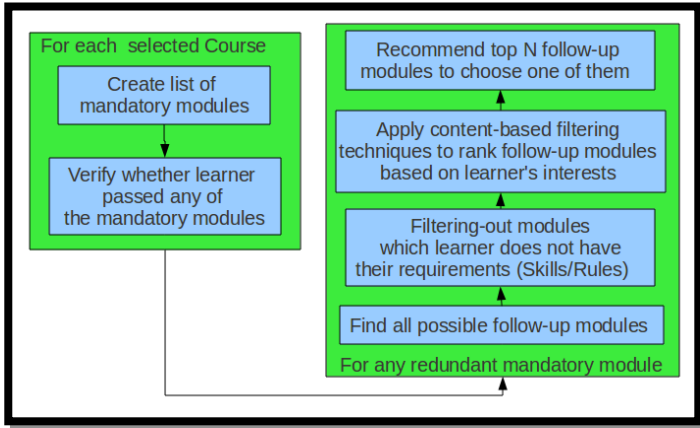 For each selected Course
Create list of
mandatory modules
Verify whether learner
passed any of
the mandatory modules
Recommend top N follow-up
modules to choose one of them
Apply content-based filtering
techniques to rank follow-up modules
based on learner's interests
Filtering-out modules
which learner does not have
their requirements (Skills/Rules)
Find all possible follow-up modules
For any redundant mandatory module